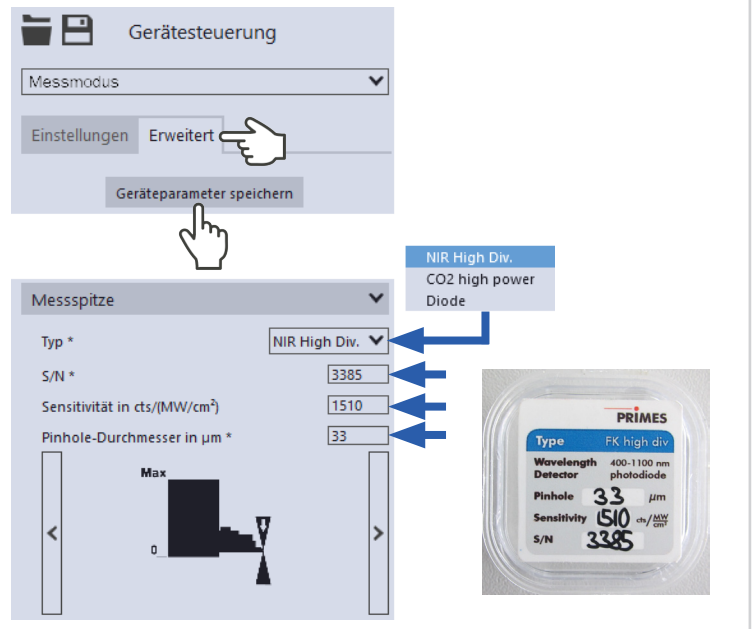 Gerätesteuerung
Messmodus
Einstellungen Erweitert
Geräteparameter speichern
NIR High Div.
CO2 high power
Diode
Messspitze
Typ * NIR High Div.
S/N * 3385
Sensitivität in cts/(MW/cm²) 1510
Pinhole-Durchmesser in µm * 33
Max
0
PRIMES
Type FK high div
Wavelength 400-1100 nm
Detector photodiode
Pinhole 33 µm
Sensitivity 1510 cts/MW/cm²
S/N 3385